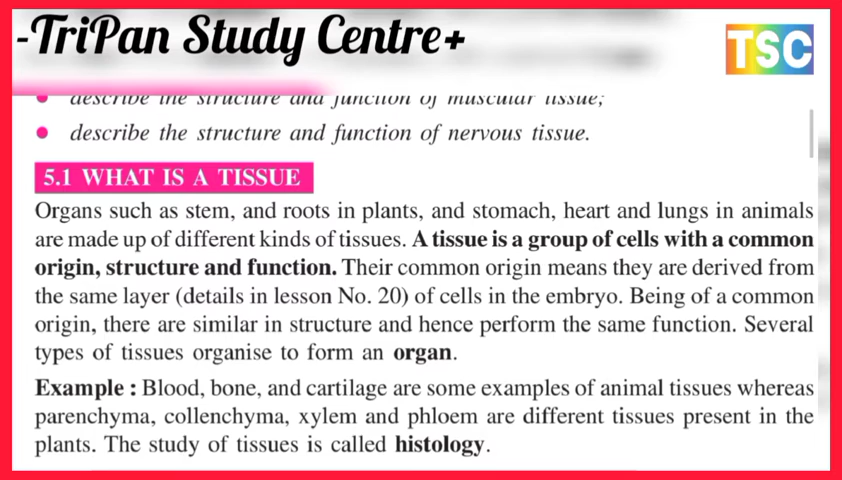 -TriPan Study Centre+
TSC
• describe the structure and function of muscular tissue;
• describe the structure and function of nervous tissue.
5.1 WHAT IS A TISSUE
Organs such as stem, and roots in plants, and stomach, heart and lungs in animals
are made up of different kinds of tissues. A tissue is a group of cells with a common
origin, structure and function. Their common origin means they are derived from
the same layer (details in lesson No. 20) of cells in the embryo. Being of a common
origin, there are similar in structure and hence perform the same function. Several
types of tissues organise to form an organ.
Example : Blood, bone, and cartilage are some examples of animal tissues whereas
parenchyma, collenchyma, xylem and phloem are different tissues present in the
plants. The study of tissues is called histology.